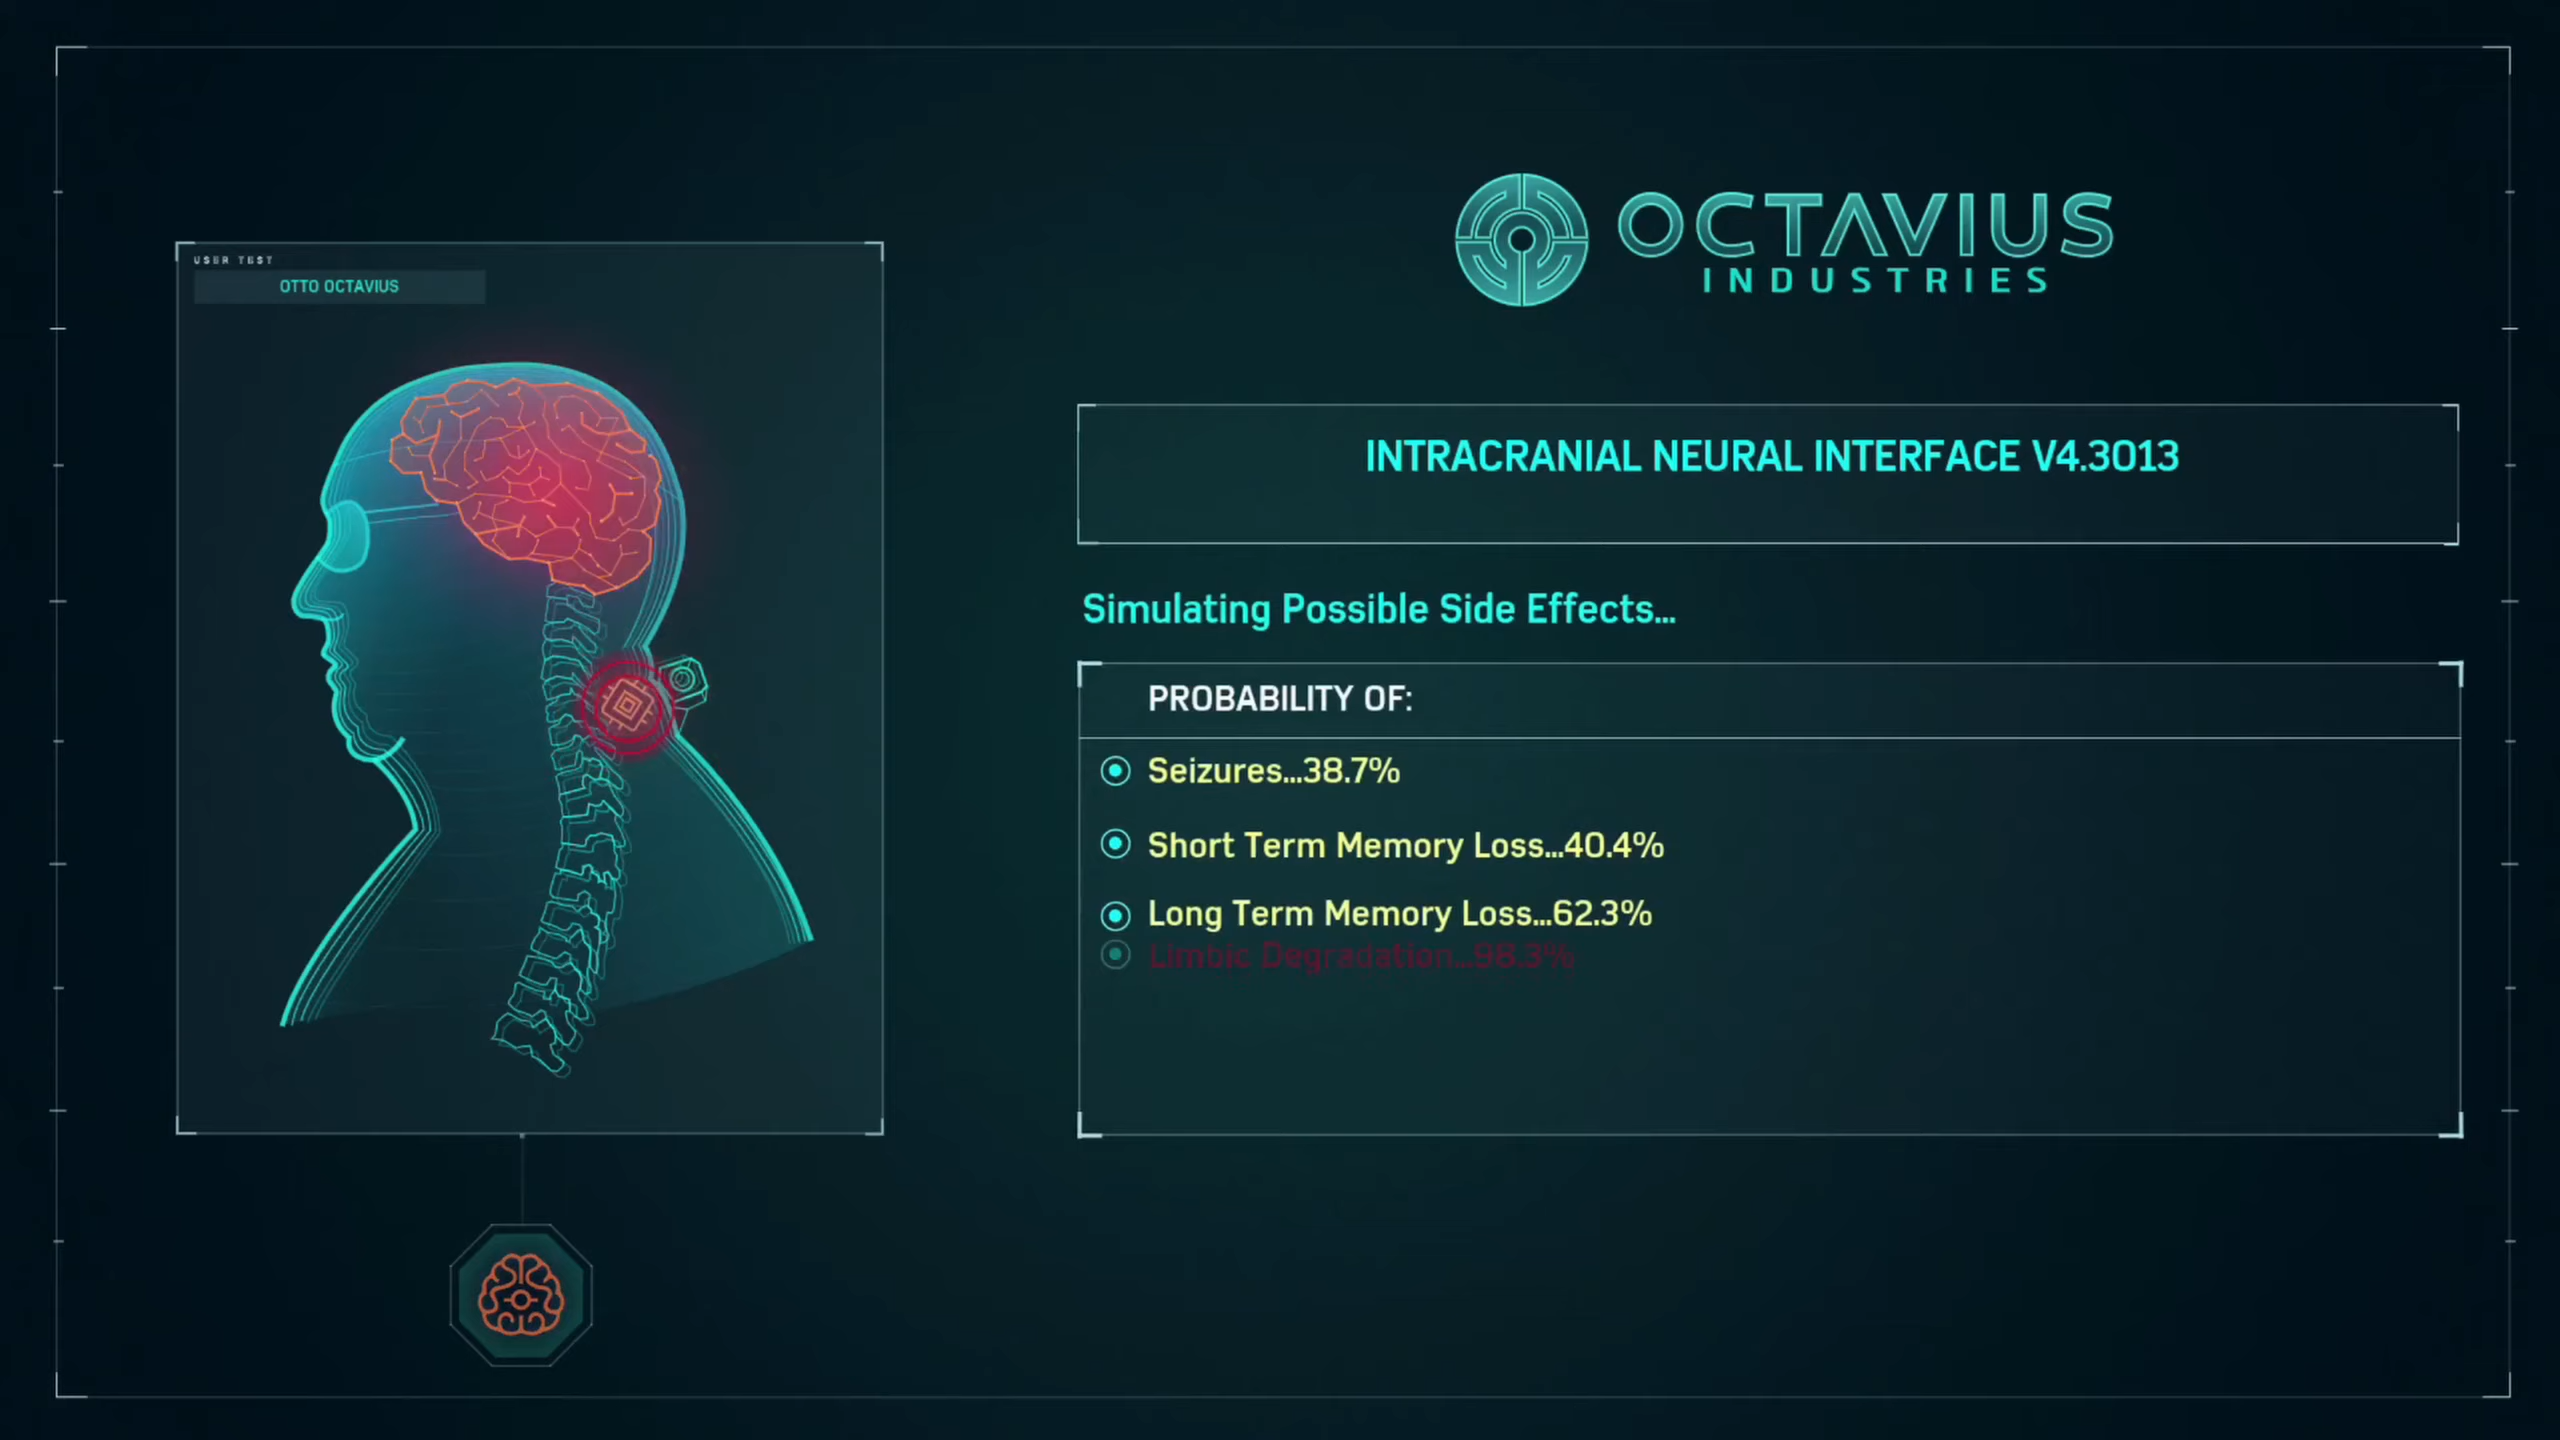 USER TEST
OTTO OCTAVIUS
OCTAVIUS
INDUSTRIES
INTRACRANIAL NEURAL INTERFACE V4.3013
Simulating Possible Side Effects...
PROBABILITY OF:
Seizures...38.7%
Short Term Memory Loss...40.4%
Long Term Memory Loss...62.3%
Limbic Degradation...98.3%